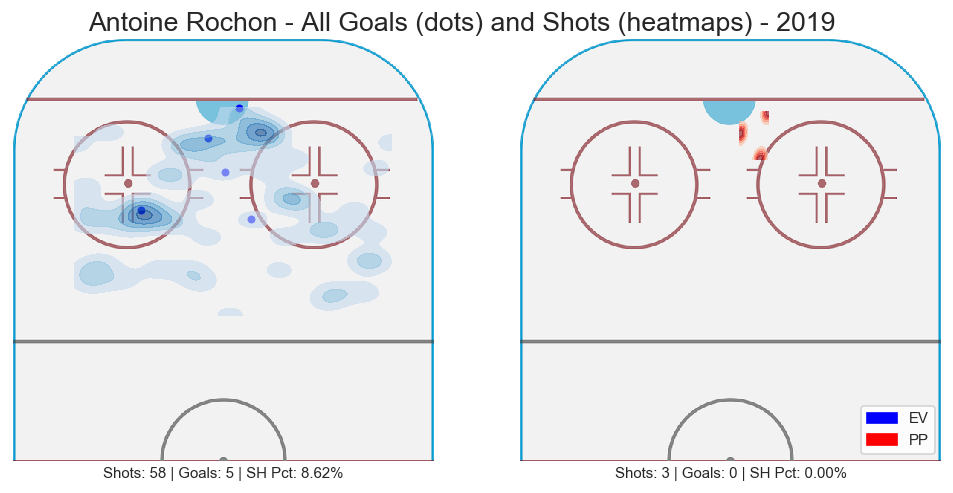 Antoine Rochon - All Goals (dots) and Shots (heatmaps) - 2019
EV
PP
Shots: 58 | Goals: 5 | SH Pct: 8.62%
Shots: 3 | Goals: 0 | SH Pct: 0.00%